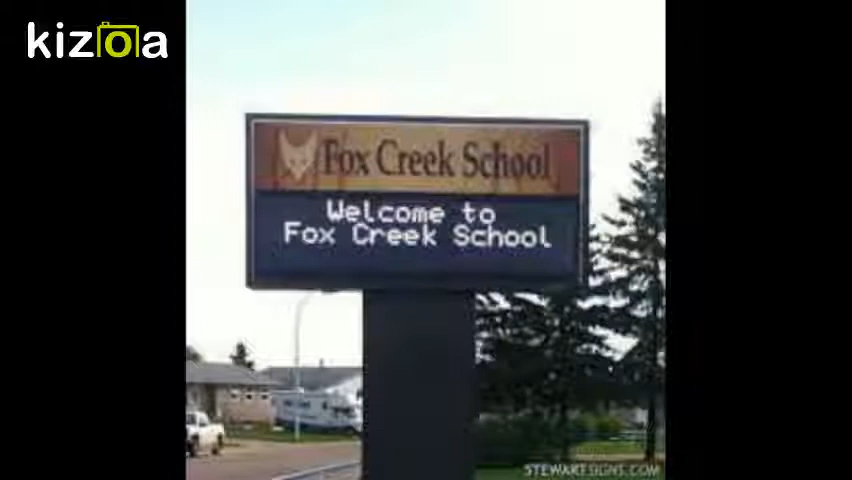 kizoa
Fox Creek School
Welcome to
Fox Creek School
STEWARTSIGNS.COM